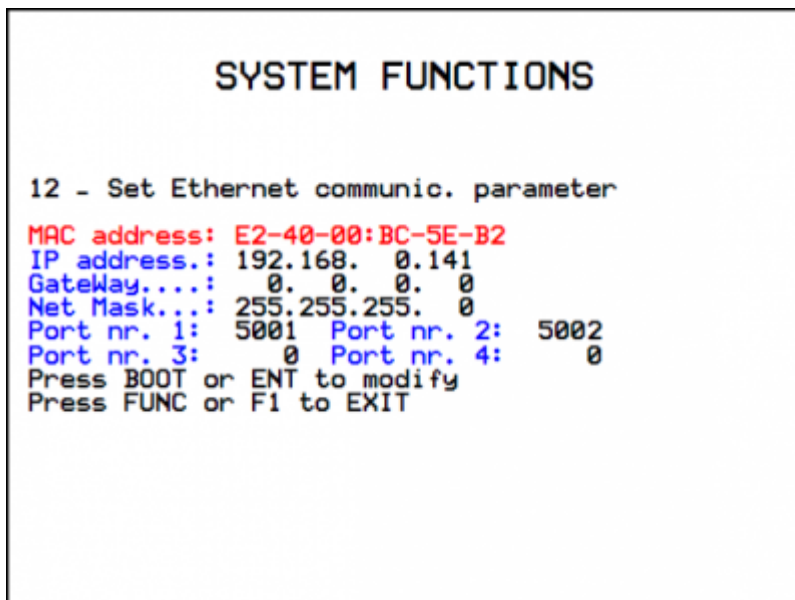 SYSTEM FUNCTIONS
12 - Set Ethernet communic. parameter
MAC address: E2-40-00:BC-5E-B2
IP address.: 192.168.  0.141
GateWay....:   0.  0.  0.  0
Net Mask...: 255.255.255.  0
Port nr. 1:  5001  Port nr. 2:  5002
Port nr. 3:     0  Port nr. 4:     0
Press BOOT or ENT to modify
Press FUNC or F1 to EXIT